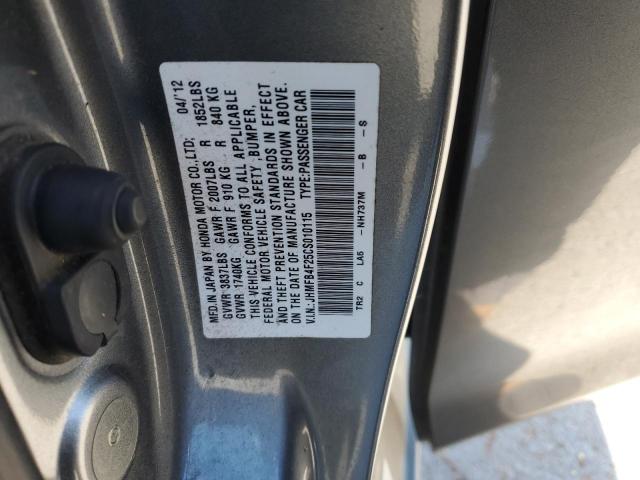 MFD.IN JAPAN BY HONDA MOTOR CO.,LTD. 04/'12
GVWR 3837LBS GAWR F 2007LBS R 1852LBS
GVWR 1740KG GAWR F 910 KG R 840 KG
THIS VEHICLE CONFORMS TO ALL APPLICABLE
FEDERAL MOTOR VEHICLE SAFETY ,BUMPER,
AND THEFT PREVENTION STANDARDS IN EFFECT
ON THE DATE OF MANUFACTURE SHOWN ABOVE.
V.I.N.:JHMFB4F25CS010115 TYPE:PASSENGER CAR
TR2 C LA5 -NH737M -B -S